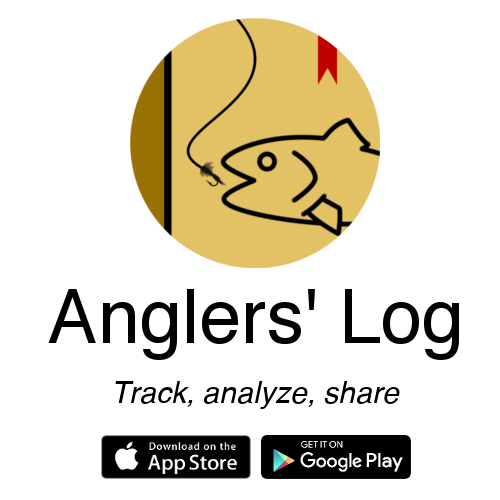 Anglers' Log
Track, analyze, share
Download on the
App Store
GET IT ON
Google Play